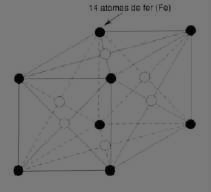 14 atomes de fer (Fe)